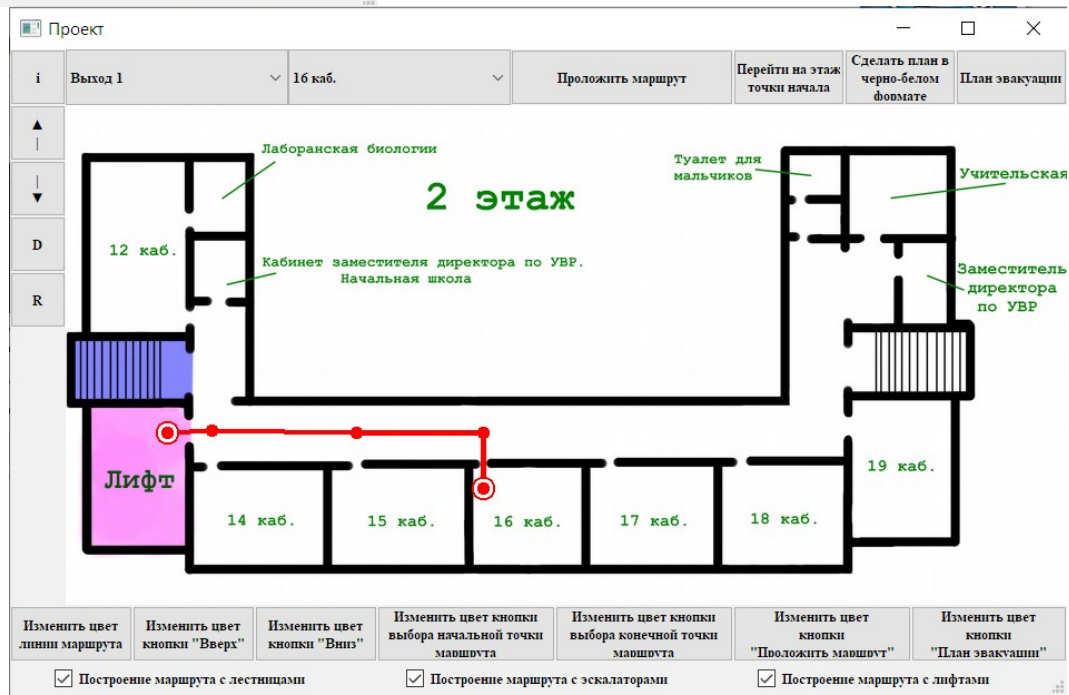 Проект
i
Выход 1
16 каб.
Проложить маршрут
Перейти на этаж
точки начала
Сделать план в
черно-белом
формате
План эвакуации
▲
|
|
▼
D
R
Лаборанская биологии
2 этаж
Туалет для
мальчиков
Учительская
12 каб.
Кабинет заместителя директора по УВР.
Начальная школа
Заместитель
директора
по УВР
Лифт
14 каб.
15 каб.
16 каб.
17 каб.
18 каб.
19 каб.
Изменить цвет
линии маршрута
Изменить цвет
кнопки "Вверх"
Изменить цвет
кнопки "Вниз"
Изменить цвет кнопки
выбора начальной точки
маршрута
Изменить цвет кнопки
выбора конечной точки
маршрута
Изменить цвет
кнопки
"Проложить маршрут"
Изменить цвет
кнопки
"План эвакуации"
Построение маршрута с лестницами
Построение маршрута с эскалаторами
Построение маршрута с лифтами